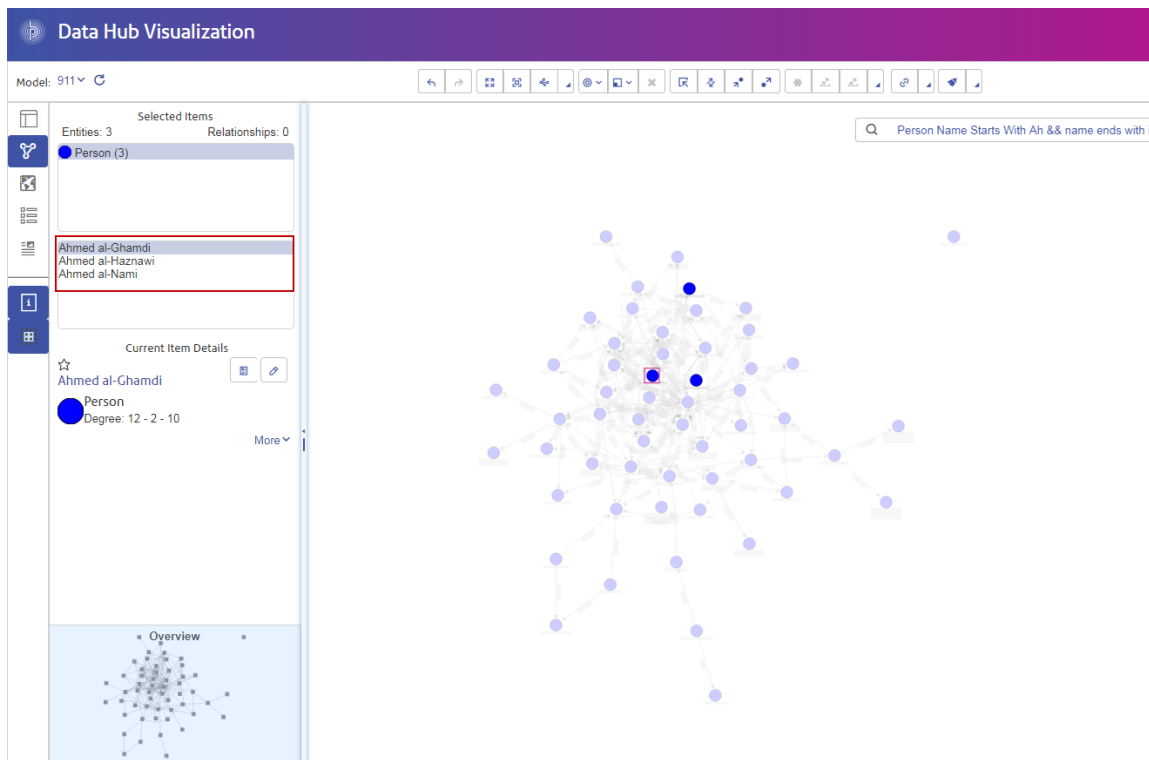 Data Hub Visualization
Model: 911
Selected Items
Entities: 3 Relationships: 0
Person (3)
Ahmed al-Ghamdi
Ahmed al-Haznawi
Ahmed al-Nami
Current Item Details
Ahmed al-Ghamdi
Person
Degree: 12 - 2 - 10
More
Overview
Person Name Starts With Ah && name ends with